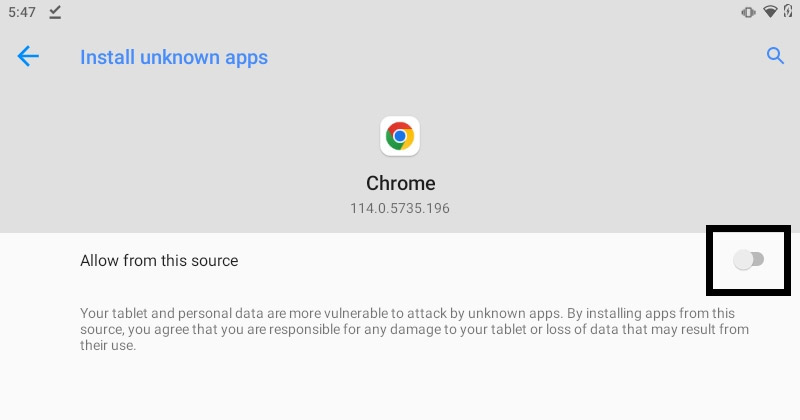 5:47
Install unknown apps
Chrome
114.0.5735.196
Allow from this source
Your tablet and personal data are more vulnerable to attack by unknown apps. By installing apps from this
source, you agree that you are responsible for any damage to your tablet or loss of data that may result from
their use.